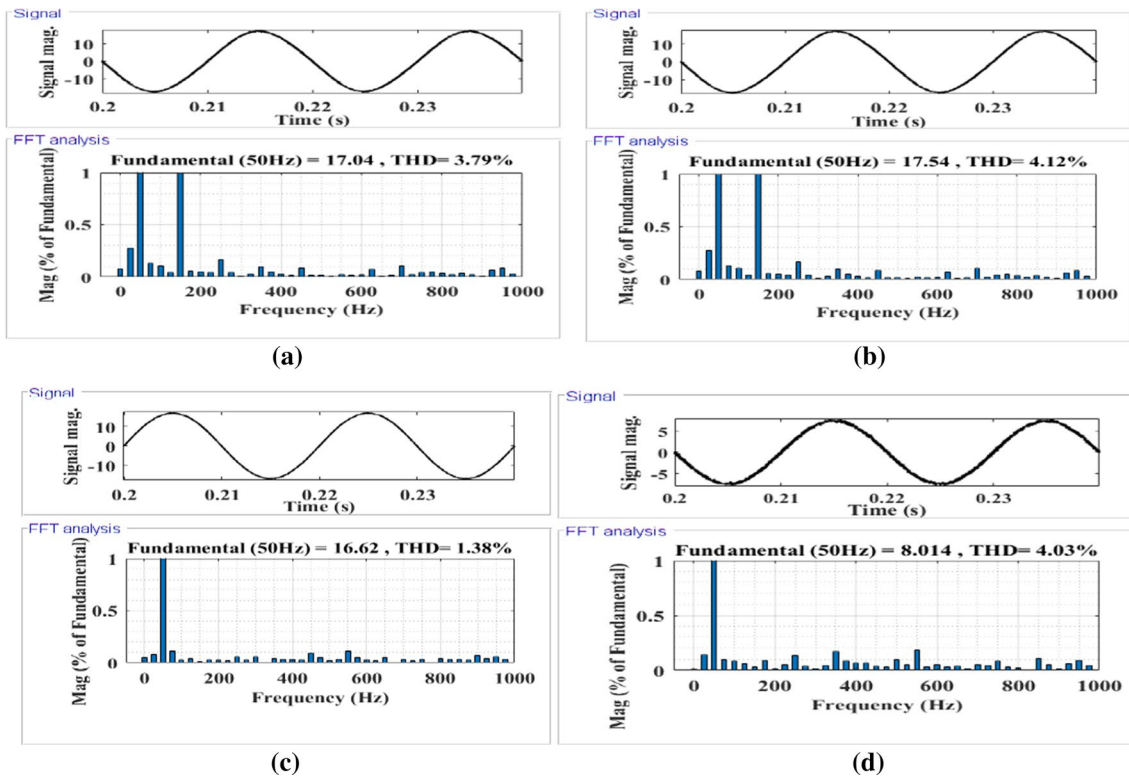 Signal
Signal mag.
10
0
-10
0.2
0.21
0.22
0.23
Time (s)
FFT analysis
Fundamental (50Hz) = 17.04 , THD= 3.79%
Mag (% of Fundamental)
1
0.5
0
0
200
400
600
800
1000
Frequency (Hz)
(a)
Signal
Signal mag.
10
0
-10
0.2
0.21
0.22
0.23
Time (s)
FFT analysis
Fundamental (50Hz) = 17.54 , THD= 4.12%
Mag (% of Fundamental)
1
0.5
0
0
200
400
600
800
1000
Frequency (Hz)
(b)
Signal
Signal mag.
10
0
-10
0.2
0.21
0.22
0.23
Time (s)
FFT analysis
Fundamental (50Hz) = 16.62 , THD= 1.38%
Mag (% of Fundamental)
1
0.5
0
0
200
400
600
800
1000
Frequency (Hz)
(c)
Signal
Signal mag.
5
0
-5
0.2
0.21
0.22
0.23
Time (s)
FFT analysis
Fundamental (50Hz) = 8.014 , THD= 4.03%
Mag (% of Fundamental)
1
0.5
0
0
200
400
600
800
1000
Frequency (Hz)
(d)